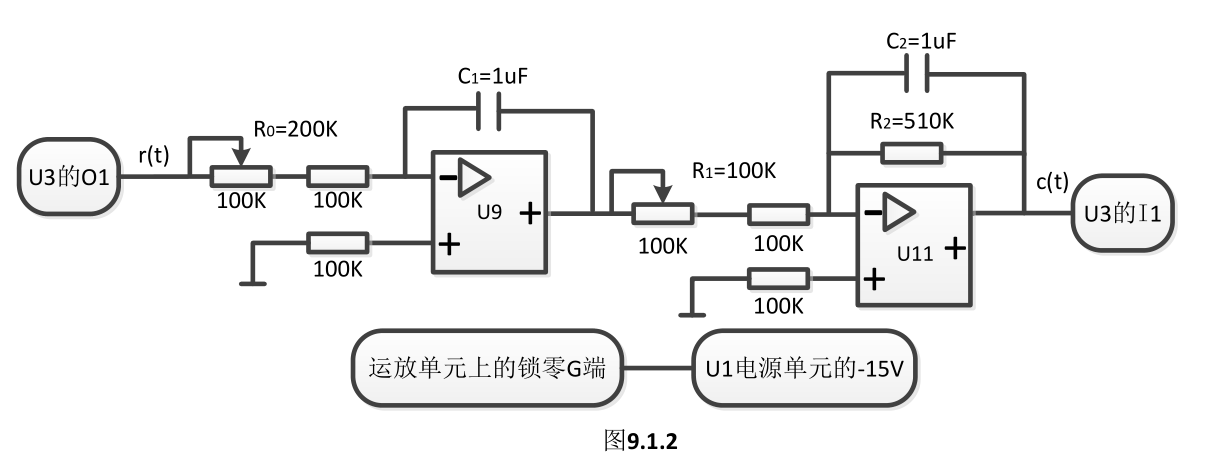 C₂=1uF
C₁=1uF
R₂=510K
R₀=200K
r(t)
U3的O1
100K
100K
U9
100K
R₁=100K
100K
100K
U11
100K
c(t)
U3的I1
运放单元上的锁零G端
U1电源单元的-15V
图9.1.2